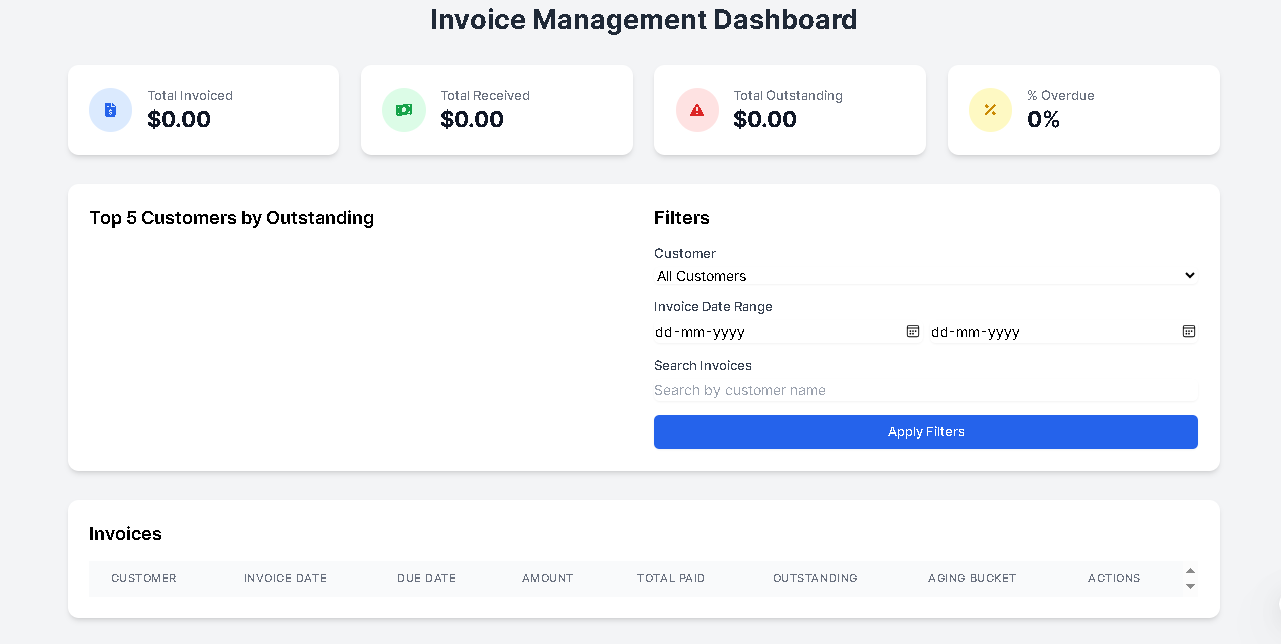 Invoice Management Dashboard
Total Invoiced
$0.00
Total Received
$0.00
Total Outstanding
$0.00
% Overdue
0%
Top 5 Customers by Outstanding
Filters
Customer
All Customers
Invoice Date Range
dd-mm-yyyy dd-mm-yyyy
Search Invoices
Search by customer name
Apply Filters
Invoices
CUSTOMER INVOICE DATE DUE DATE AMOUNT TOTAL PAID OUTSTANDING AGING BUCKET ACTIONS